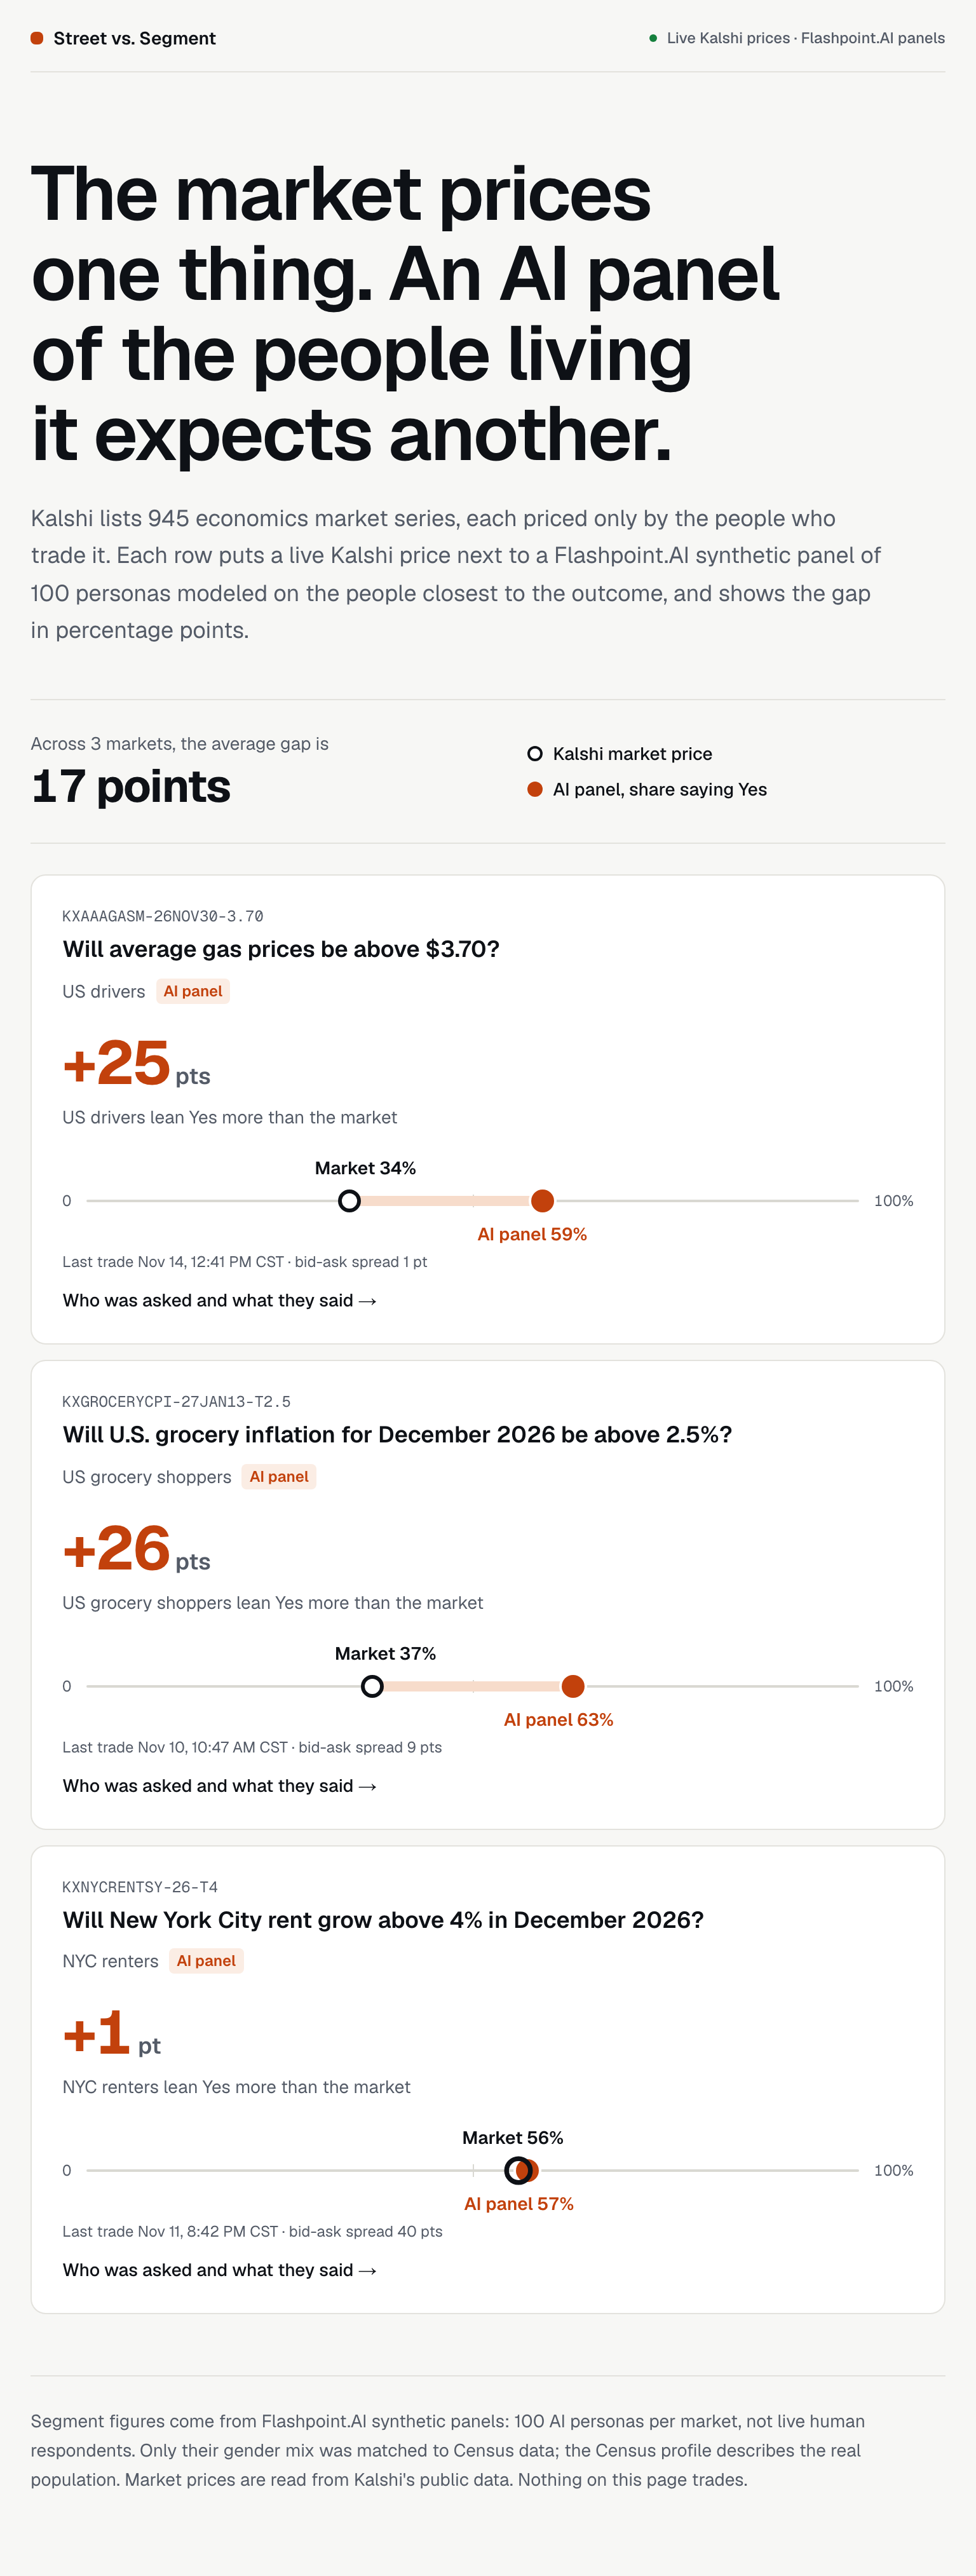 Street vs. Segment
Live Kalshi prices · Flashpoint.AI panels
The market prices
one thing. An AI panel
of the people living
it expects another.
Kalshi lists 945 economics market series, each priced only by the people who
trade it. Each row puts a live Kalshi price next to a Flashpoint.AI synthetic panel of
100 personas modeled on the people closest to the outcome, and shows the gap
in percentage points.
Across 3 markets, the average gap is
17 points
Kalshi market price
AI panel, share saying Yes
KXAAAGASM-26NOV30-3.70
Will average gas prices be above $3.70?
US drivers AI panel
+25 pts
US drivers lean Yes more than the market
Market 34%
0 100%
AI panel 59%
Last trade Nov 14, 12:41 PM CST · bid-ask spread 1 pt
Who was asked and what they said →
KXGROCERYCPI-27JAN13-T2.5
Will U.S. grocery inflation for December 2026 be above 2.5%?
US grocery shoppers AI panel
+26 pts
US grocery shoppers lean Yes more than the market
Market 37%
0 100%
AI panel 63%
Last trade Nov 10, 10:47 AM CST · bid-ask spread 9 pts
Who was asked and what they said →
KXNYCRENTSY-26-T4
Will New York City rent grow above 4% in December 2026?
NYC renters AI panel
+1 pt
NYC renters lean Yes more than the market
Market 56%
0 100%
AI panel 57%
Last trade Nov 11, 8:42 PM CST · bid-ask spread 40 pts
Who was asked and what they said →
Segment figures come from Flashpoint.AI synthetic panels: 100 AI personas per market, not live human
respondents. Only their gender mix was matched to Census data; the Census profile describes the real
population. Market prices are read from Kalshi's public data. Nothing on this page trades.